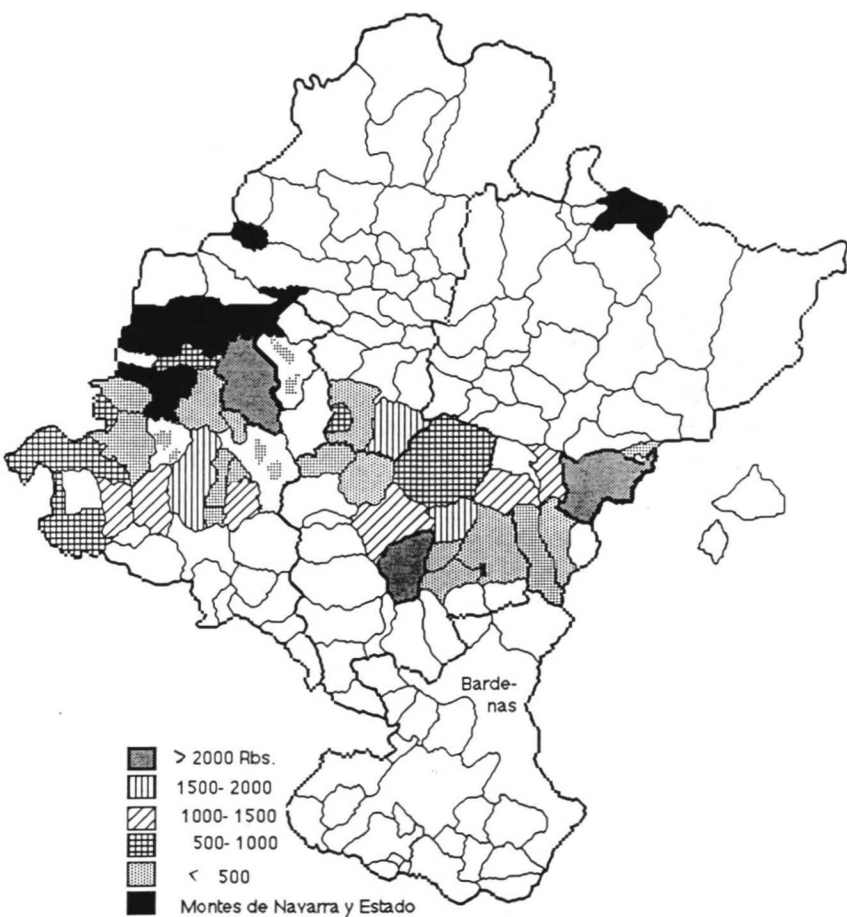 Barde-
nas
> 2000 Rbs.
1500-2000
1000-1500
500-1000
< 500
Montes de Navarra y Estado